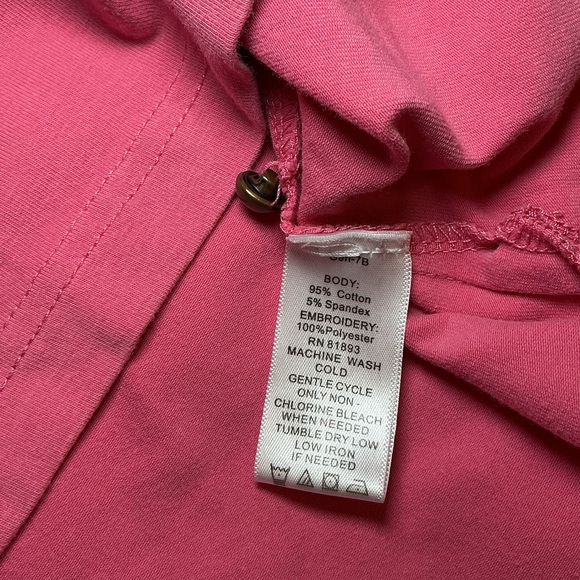 BODY:
95% Cotton
5% Spandex
EMBROIDERY:
100%Polyester
RN 81893
MACHINE WASH
COLD
GENTLE CYCLE
ONLY NON -
CHLORINE BLEACH
WHEN NEEDED
TUMBLE DRY LOW
LOW IRON
IF NEEDED